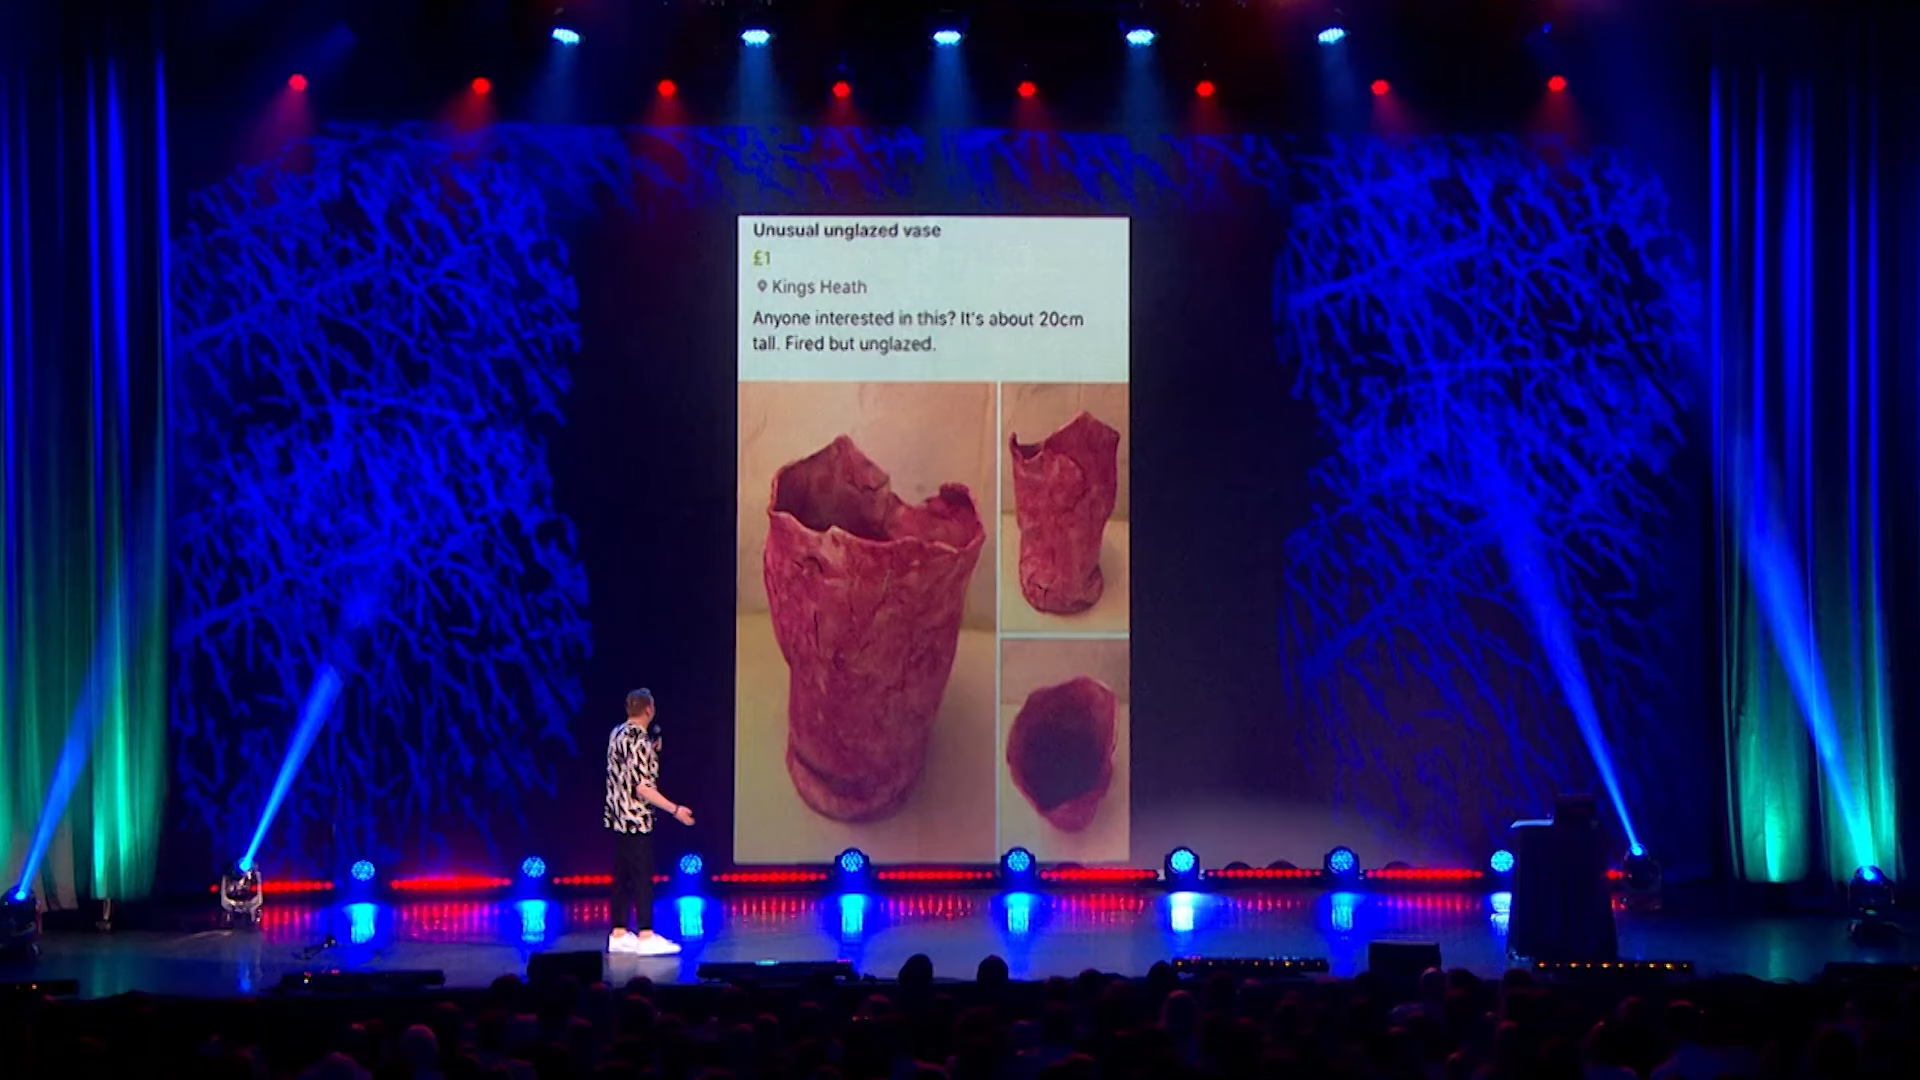 Unusual unglazed vase
£1
Kings Heath
Anyone interested in this? It's about 20cm
tall. Fired but unglazed.